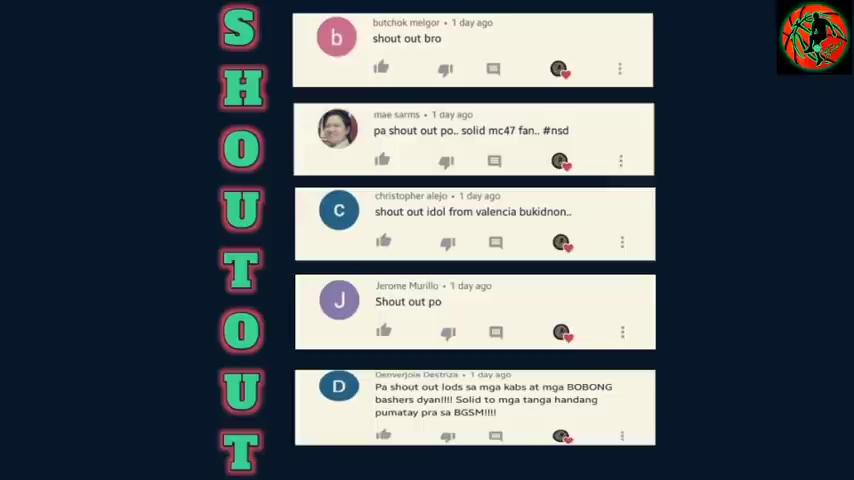 SHOUTOUT
b
butchok melgor • 1 day ago
shout out bro
mae sarms • 1 day ago
pa shout out po.. solid mc47 fan.. #nsd
c
christopher alejo • 1 day ago
shout out idol from valencia bukidnon..
J
Jerome Murillo • 1 day ago
Shout out po
D
Denverjoia Destriza • 1 day ago
Pa shout out lods sa mga kabs at mga BOBONG
bashers dyan!!!! Solid to mga tanga handang
pumatay pra sa BGSM!!!!